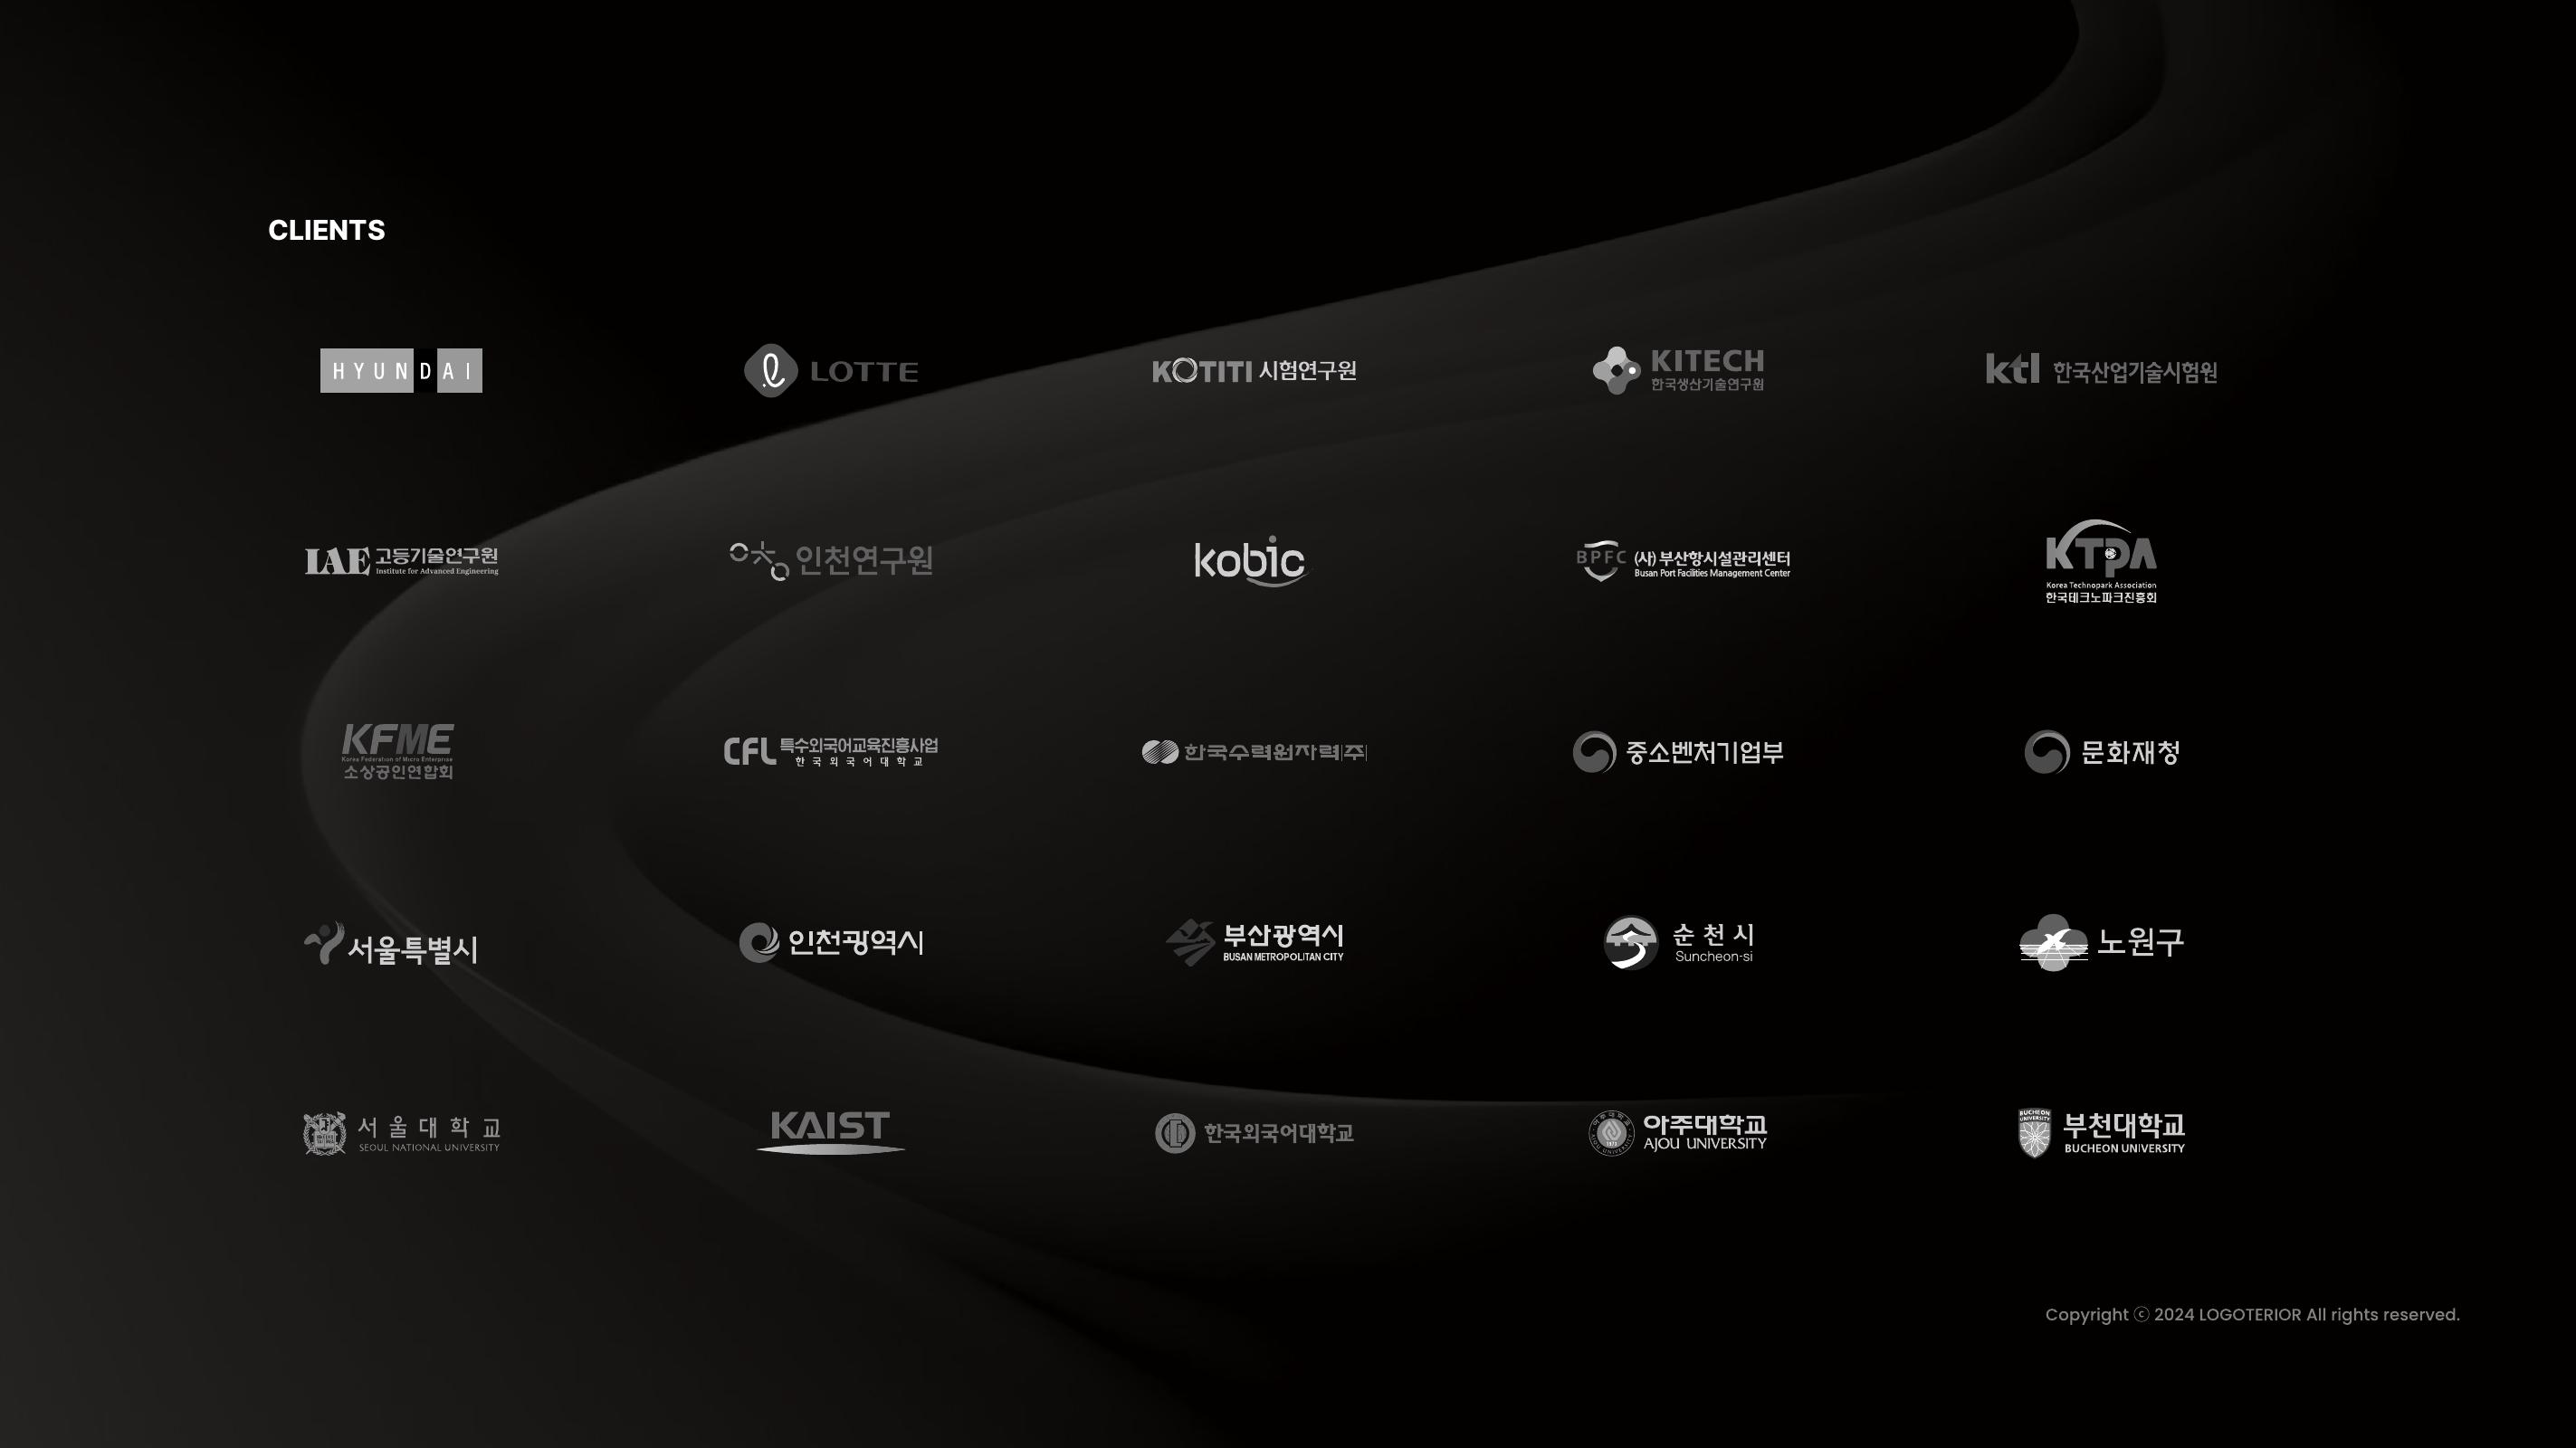 CLIENTS
HYUNDAI
LOTTE
KOTITI 시험연구원
KITECH
한국생산기술연구원
ktl 한국산업기술시험원
IAE 고등기술연구원
Institute for Advanced Engineering
인천연구원
kobic
BPFC (사)부산항시설관리센터
Busan Port Facilities Management Center
KTPA
Korea Technopark Association
한국테크노파크진흥회
KFME
Korea Federation of Micro Enterprise
소상공인연합회
CFL 특수외국어교육진흥사업
한국외국어대학교
한국수력원자력(주)
중소벤처기업부
문화재청
서울특별시
인천광역시
부산광역시
BUSAN METROPOLITAN CITY
순천시
Suncheon-si
노원구
서울대학교
SEOUL NATIONAL UNIVERSITY
KAIST
한국외국어대학교
아주대학교
AJOU UNIVERSITY
BUCHEON
UNIVERSITY
부천대학교
BUCHEON UNIVERSITY
Copyright ⓒ 2024 LOGOTERIOR All rights reserved.